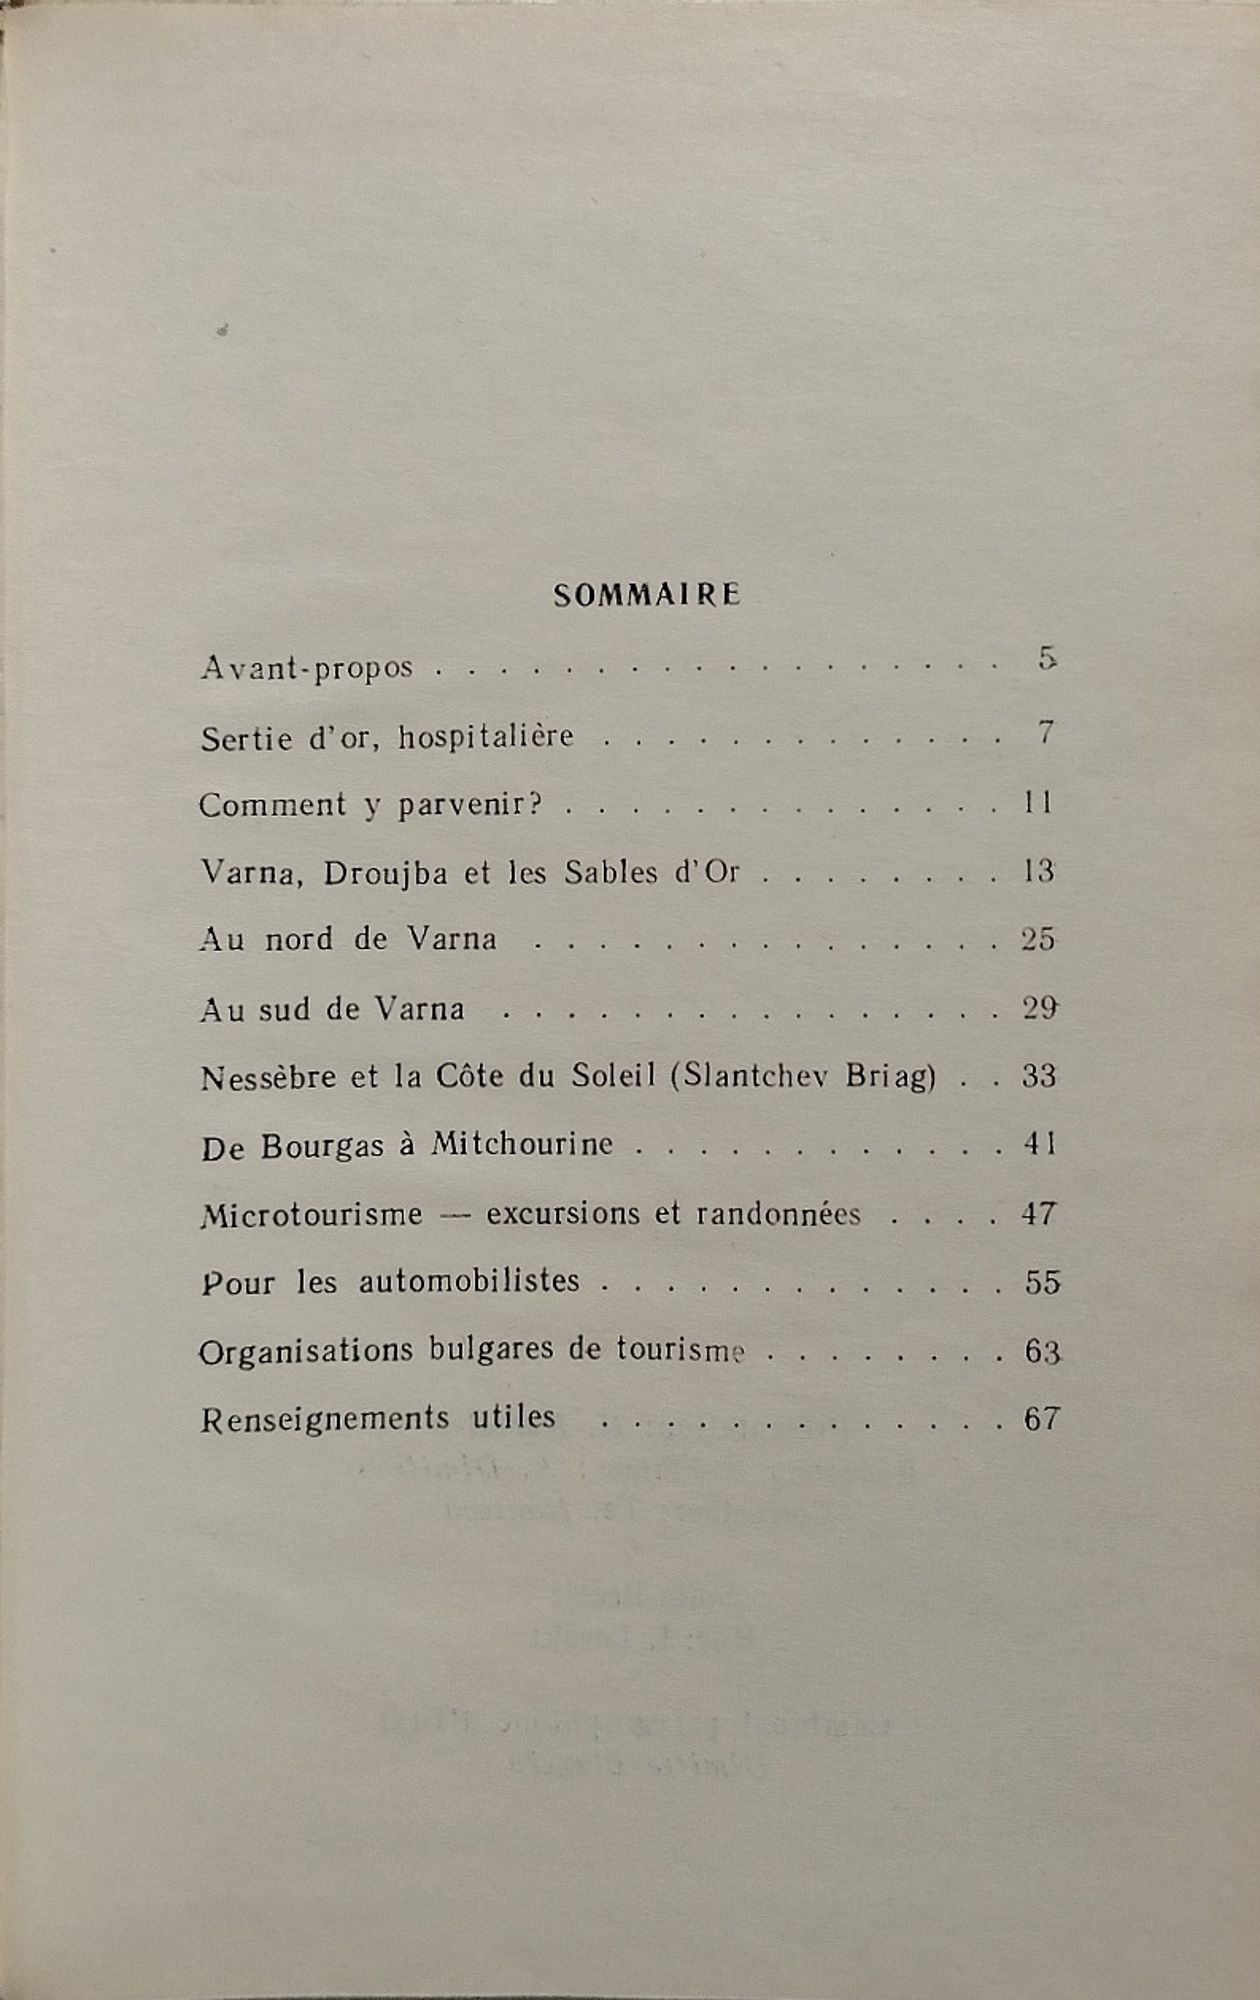 SOMMAIRE
Avant-propos . . . . . . . . . . . . . . . . . . 5
Sertie d'or, hospitalière . . . . . . . . . . . . . 7
Comment y parvenir? . . . . . . . . . . . . . . 11
Varna, Droujba et les Sables d'Or . . . . . . . . 13
Au nord de Varna . . . . . . . . . . . . . . . 25
Au sud de Varna . . . . . . . . . . . . . . . . 29
Nessèbre et la Côte du Soleil (Slantchev Briag) . . 33
De Bourgas à Mitchourine . . . . . . . . . . . . 41
Microtourisme — excursions et randonnées . . . . 47
Pour les automobilistes . . . . . . . . . . . . . 55
Organisations bulgares de tourisme . . . . . . . . 63
Renseignements utiles . . . . . . . . . . . . . 67